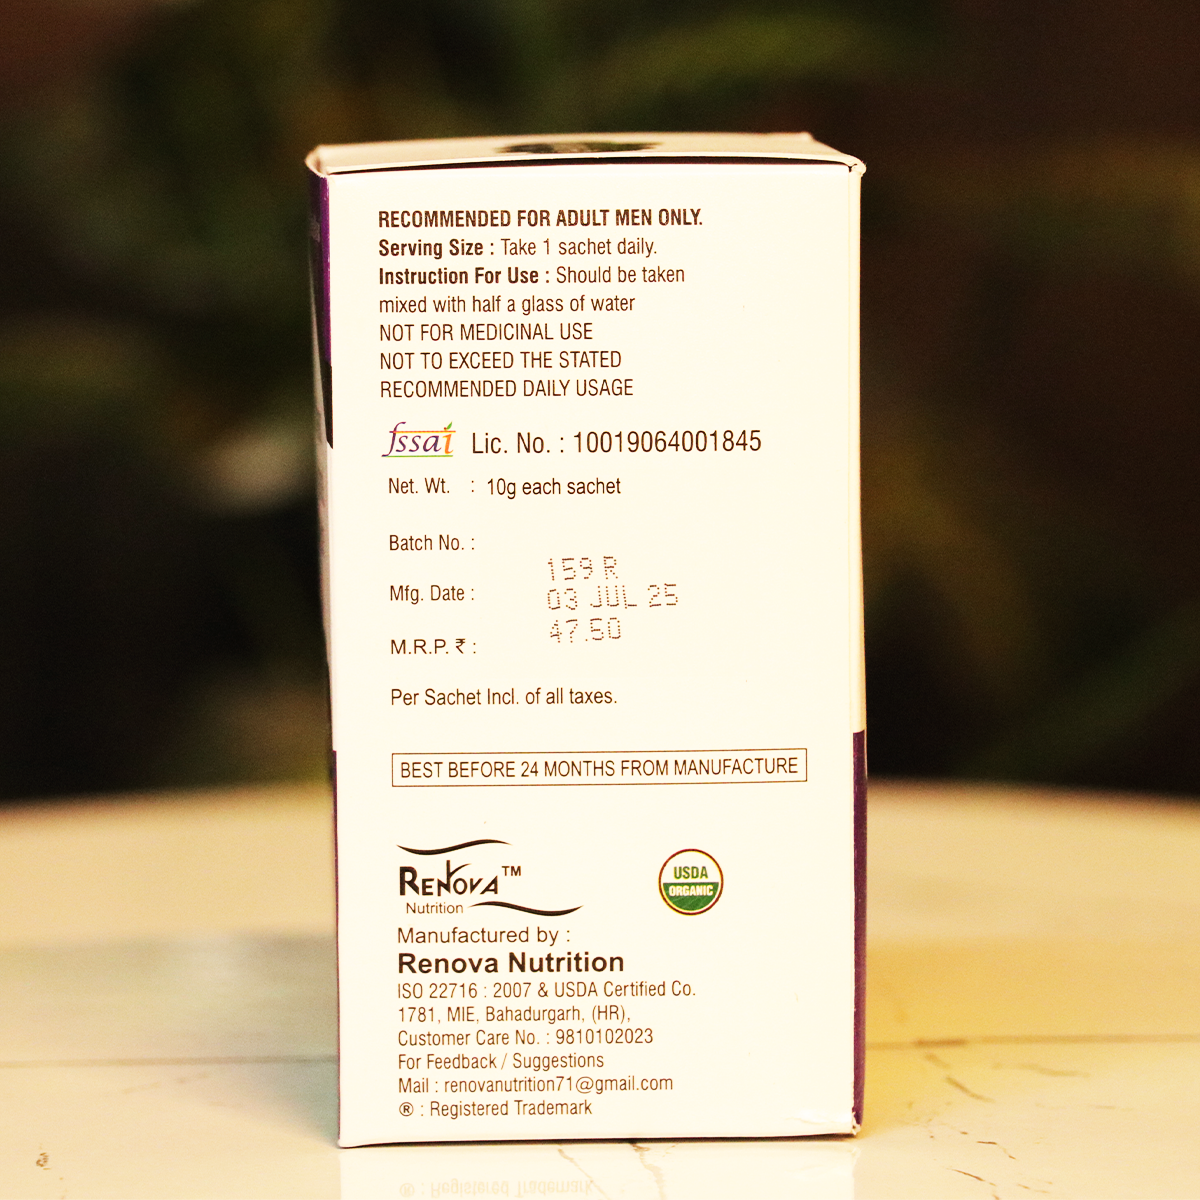 RECOMMENDED FOR ADULT MEN ONLY.
Serving Size : Take 1 sachet daily.
Instruction For Use : Should be taken
mixed with half a glass of water
NOT FOR MEDICINAL USE
NOT TO EXCEED THE STATED
RECOMMENDED DAILY USAGE
fssai Lic. No. : 10019064001845
Net. Wt. : 10g each sachet
Batch No. :
159 R
Mfg. Date :
03 JUL 25
M.R.P. ₹ :
47.50
Per Sachet Incl. of all taxes.
BEST BEFORE 24 MONTHS FROM MANUFACTURE
RENOVA™
Nutrition
USDA
ORGANIC
Manufactured by :
Renova Nutrition
ISO 22716 : 2007 & USDA Certified Co.
1781, MIE, Bahadurgarh, (HR),
Customer Care No. : 9810102023
For Feedback / Suggestions
Mail : renovanutrition71@gmail.com
® : Registered Trademark